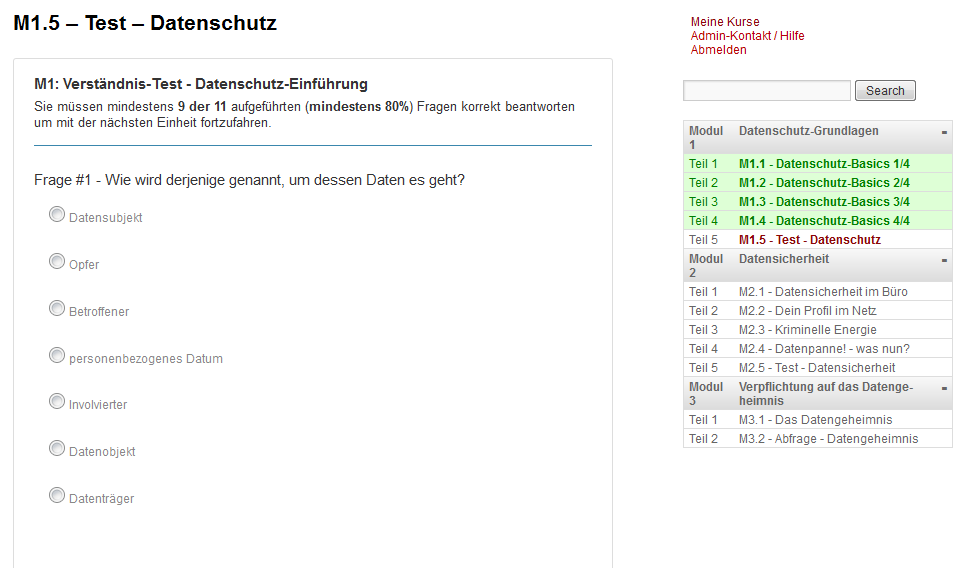 M1.5 – Test – Datenschutz
M1: Verständnis-Test - Datenschutz-Einführung
Sie müssen mindestens 9 der 11 aufgeführten (mindestens 80%) Fragen korrekt beantworten
um mit der nächsten Einheit fortzufahren.
Frage #1 - Wie wird derjenige genannt, um dessen Daten es geht?
Datensubjekt
Opfer
Betroffener
personenbezogenes Datum
Involvierter
Datenobjekt
Datenträger
Meine Kurse
Admin-Kontakt / Hilfe
Abmelden
Search
Modul Datenschutz-Grundlagen -
1
Teil 1 M1.1 - Datenschutz-Basics 1/4
Teil 2 M1.2 - Datenschutz-Basics 2/4
Teil 3 M1.3 - Datenschutz-Basics 3/4
Teil 4 M1.4 - Datenschutz-Basics 4/4
Teil 5 M1.5 - Test - Datenschutz
Modul Datensicherheit -
2
Teil 1 M2.1 - Datensicherheit im Büro
Teil 2 M2.2 - Dein Profil im Netz
Teil 3 M2.3 - Kriminelle Energie
Teil 4 M2.4 - Datenpanne! - was nun?
Teil 5 M2.5 - Test - Datensicherheit
Modul Verpflichtung auf das Datenge- -
3 heimnis
Teil 1 M3.1 - Das Datengeheimnis
Teil 2 M3.2 - Abfrage - Datengeheimnis